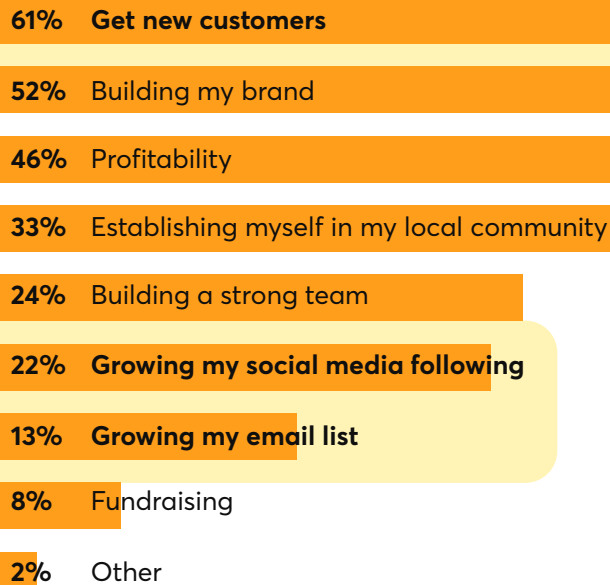 61% Get new customers
52% Building my brand
46% Profitability
33% Establishing myself in my local community
24% Building a strong team
22% Growing my social media following
13% Growing my email list
8% Fundraising
2% Other